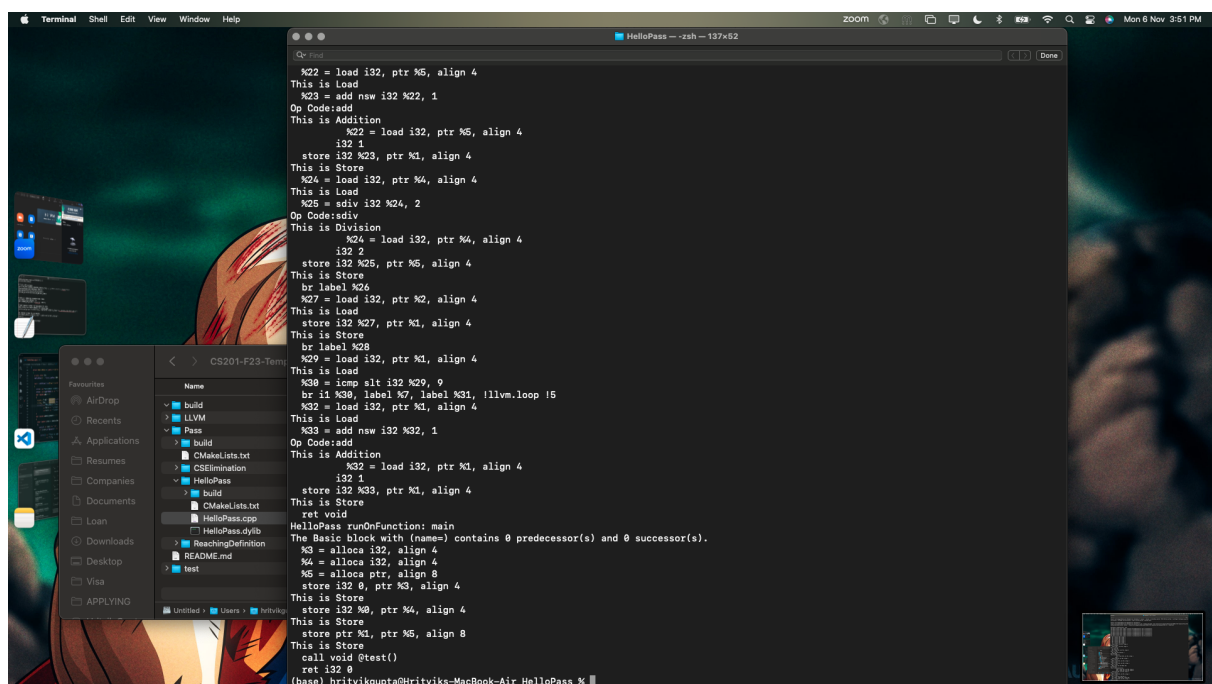 Terminal Shell Edit View Window Help
zoom
Mon 6 Nov 3:51 PM
HelloPass — -zsh — 137×52
Find
Done
%22 = load i32, ptr %5, align 4
This is Load
%23 = add nsw i32 %22, 1
Op Code:add
This is Addition
%22 = load i32, ptr %5, align 4
i32 1
store i32 %23, ptr %1, align 4
This is Store
%24 = load i32, ptr %4, align 4
This is Load
%25 = sdiv i32 %24, 2
Op Code:sdiv
This is Division
%24 = load i32, ptr %4, align 4
i32 2
store i32 %25, ptr %5, align 4
This is Store
br label %26
%27 = load i32, ptr %2, align 4
This is Load
store i32 %27, ptr %1, align 4
This is Store
br label %28
%29 = load i32, ptr %1, align 4
This is Load
%30 = icmp slt i32 %29, 9
br i1 %30, label %7, label %31, !llvm.loop !5
%32 = load i32, ptr %1, align 4
This is Load
%33 = add nsw i32 %32, 1
Op Code:add
This is Addition
%32 = load i32, ptr %1, align 4
i32 1
store i32 %33, ptr %1, align 4
This is Store
ret void
HelloPass runOnFunction: main
The Basic block with (name=) contains 0 predecessor(s) and 0 successor(s).
%3 = alloca i32, align 4
%4 = alloca i32, align 4
%5 = alloca ptr, align 8
store i32 0, ptr %3, align 4
This is Store
store i32 %0, ptr %4, align 4
This is Store
store ptr %1, ptr %5, align 8
This is Store
call void @test()
ret i32 0
(base) hritvikgupta@Hritviks-MacBook-Air HelloPass %
zoom
CS201-F23-Temp
Favourites
AirDrop
Recents
Applications
Resumes
Companies
Documents
Loan
Downloads
Desktop
Visa
APPLYING
Name
build
LLVM
Pass
build
CMakeLists.txt
CSElimination
HelloPass
build
CMakeLists.txt
HelloPass.cpp
HelloPass.dylib
ReachingDefinition
README.md
test
Untitled › Users › hritvikgu